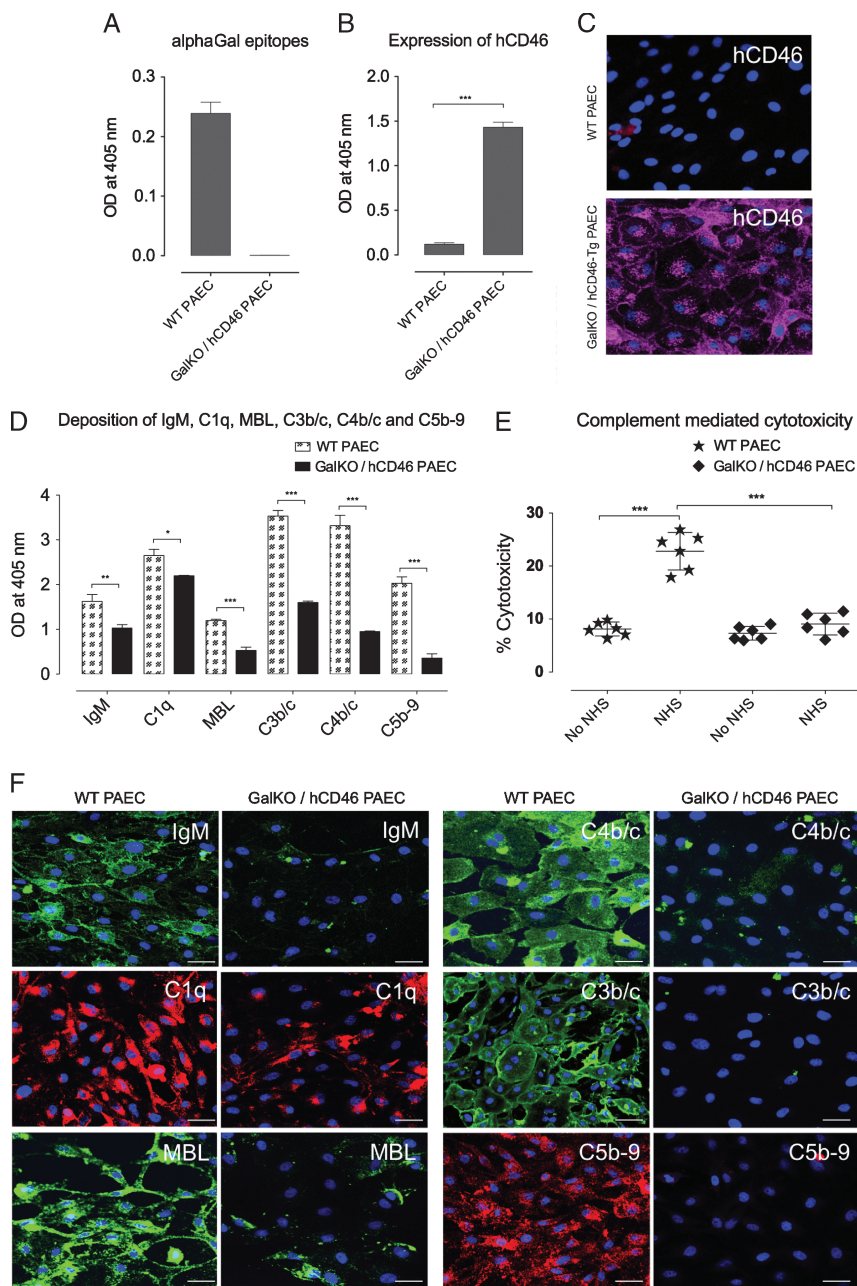 A
alphaGal epitopes
OD at 405 nm
0.3
0.2
0.1
0.0
WT PAEC
GalKO / hCD46 PAEC
B
Expression of hCD46
OD at 405 nm
2.0
1.5
1.0
0.5
0.0
***
WT PAEC
GalKO / hCD46 PAEC
C
WT PAEC
hCD46
GalKO / hCD46-Tg PAEC
hCD46
D
Deposition of IgM, C1q, MBL, C3b/c, C4b/c and C5b-9
WT PAEC
GalKO / hCD46 PAEC
OD at 405 nm
4
3
2
1
0
**
*
***
***
***
***
IgM
C1q
MBL
C3b/c
C4b/c
C5b-9
E
Complement mediated cytotoxicity
WT PAEC
GalKO / hCD46 PAEC
% Cytotoxicity
30
20
10
0
***
***
No NHS
NHS
No NHS
NHS
F
WT PAEC
GalKO / hCD46 PAEC
WT PAEC
GalKO / hCD46 PAEC
IgM
IgM
C4b/c
C4b/c
C1q
C1q
C3b/c
C3b/c
MBL
MBL
C5b-9
C5b-9